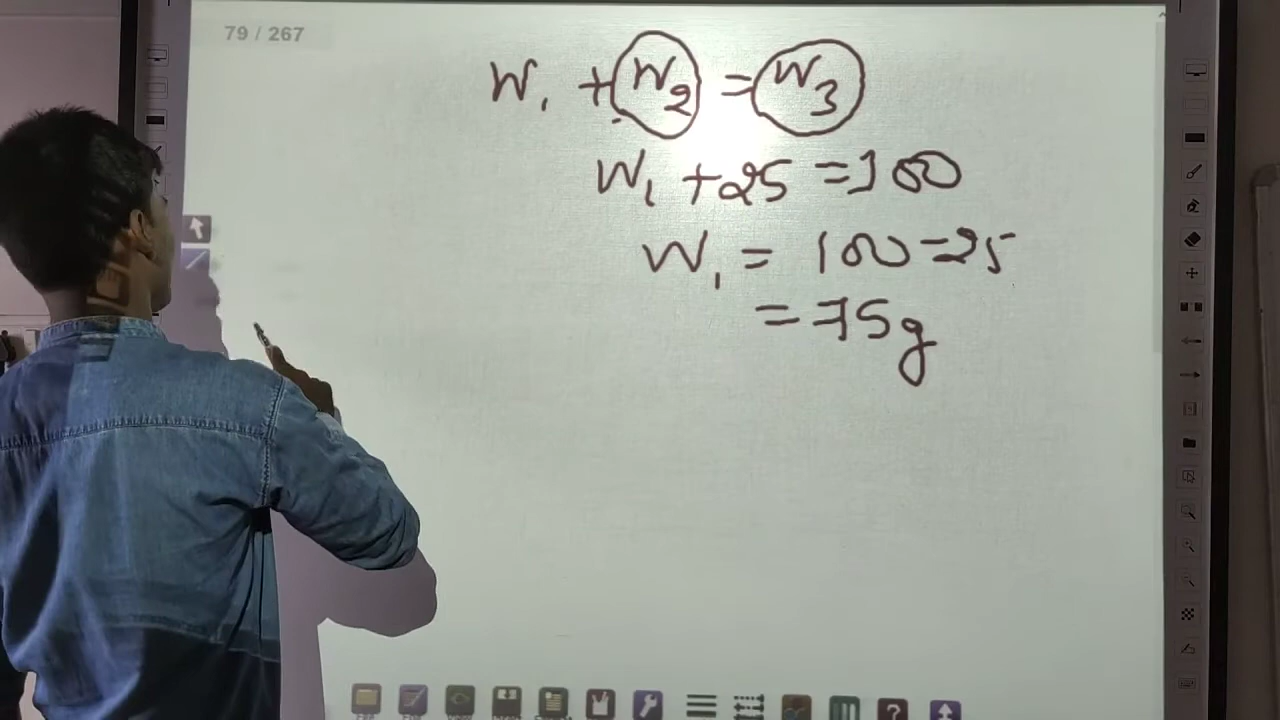 79 / 267
W₁ + W₂ = W₃
W₁ + 25 = 100
W₁ = 100 - 25
= 75g